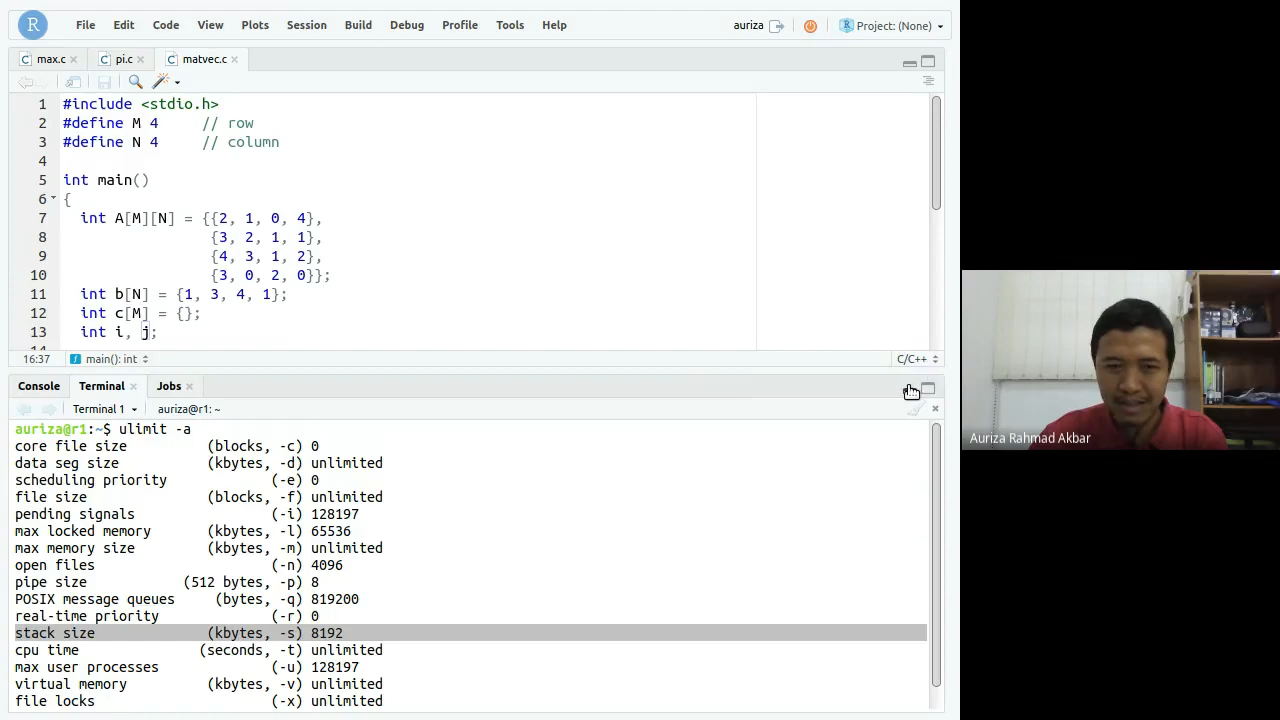 R File Edit Code View Plots Session Build Debug Profile Tools Help auriza Project: (None)
max.c pi.c matvec.c
1 #include <stdio.h>
2 #define M 4 // row
3 #define N 4 // column
4
5 int main()
6 {
7 int A[M][N] = {{2, 1, 0, 4},
8 {3, 2, 1, 1},
9 {4, 3, 1, 2},
10 {3, 0, 2, 0}};
11 int b[N] = {1, 3, 4, 1};
12 int c[M] = {};
13 int i, j;
16:37 main(): int C/C++
Console Terminal Jobs
Terminal 1 auriza@r1: ~
auriza@r1:~$ ulimit -a
core file size (blocks, -c) 0
data seg size (kbytes, -d) unlimited
scheduling priority (-e) 0
file size (blocks, -f) unlimited
pending signals (-i) 128197
max locked memory (kbytes, -l) 65536
max memory size (kbytes, -m) unlimited
open files (-n) 4096
pipe size (512 bytes, -p) 8
POSIX message queues (bytes, -q) 819200
real-time priority (-r) 0
stack size (kbytes, -s) 8192
cpu time (seconds, -t) unlimited
max user processes (-u) 128197
virtual memory (kbytes, -v) unlimited
file locks (-x) unlimited
Auriza Rahmad Akbar